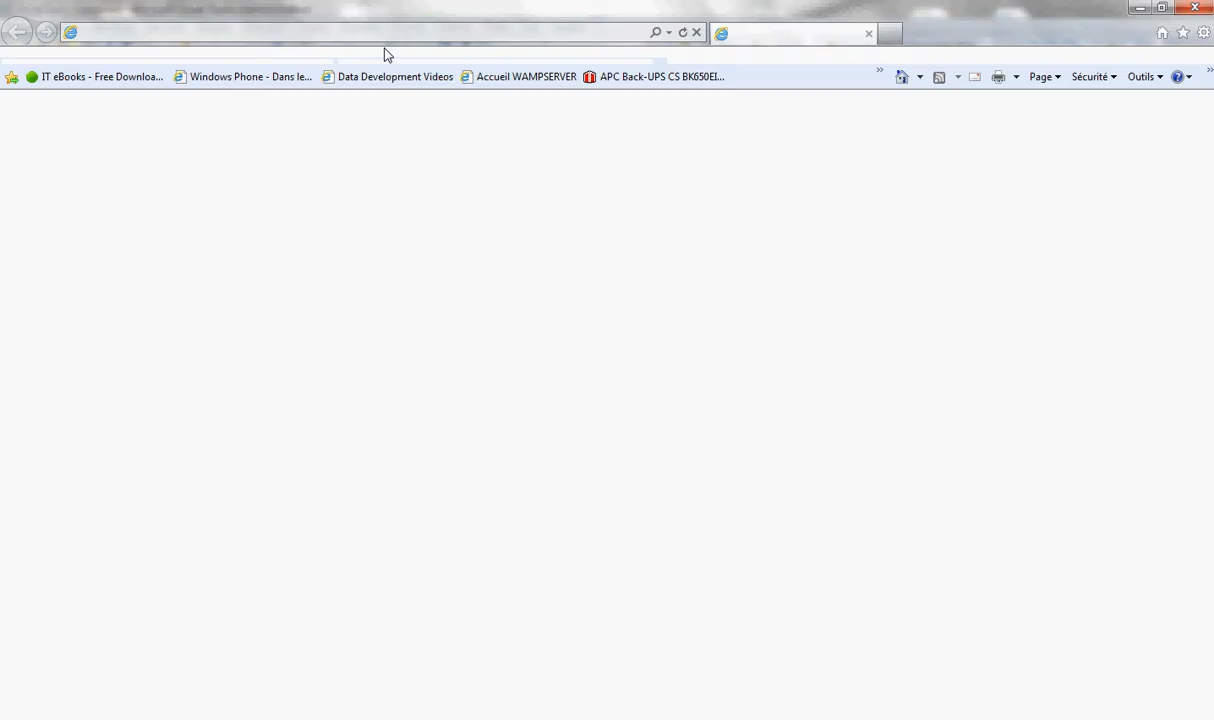 IT eBooks - Free Downloa... Windows Phone - Dans le... Data Development Videos Accueil WAMPSERVER APC Back-UPS CS BK650EI... » Page Sécurité Outils »